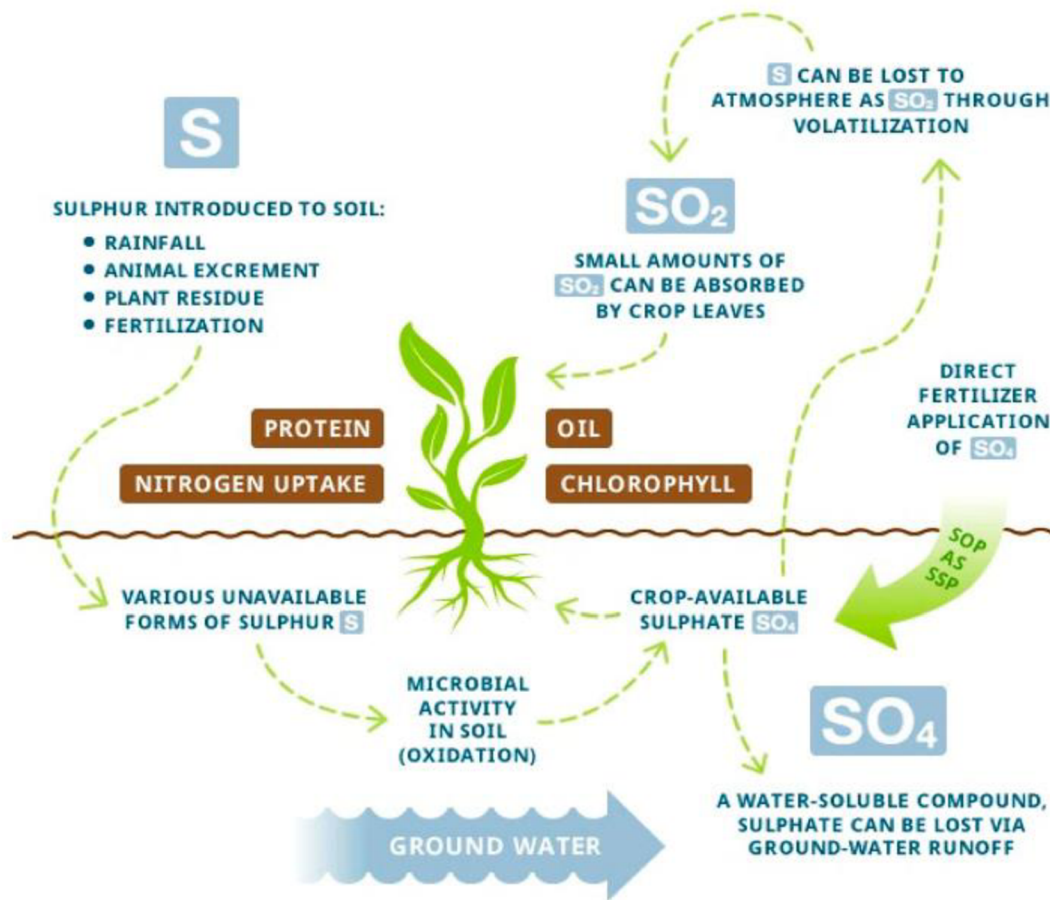 S
SULPHUR INTRODUCED TO SOIL:
• RAINFALL
• ANIMAL EXCREMENT
• PLANT RESIDUE
• FERTILIZATION
S CAN BE LOST TO
ATMOSPHERE AS SO₂ THROUGH
VOLATILIZATION
SO₂
SMALL AMOUNTS OF
SO₂ CAN BE ABSORBED
BY CROP LEAVES
DIRECT
FERTILIZER
APPLICATION
OF SO₄
PROTEIN
OIL
NITROGEN UPTAKE
CHLOROPHYLL
SOP
AS
SSP
VARIOUS UNAVAILABLE
FORMS OF SULPHUR S
CROP-AVAILABLE
SULPHATE SO₄
MICROBIAL
ACTIVITY
IN SOIL
(OXIDATION)
SO₄
A WATER-SOLUBLE COMPOUND,
SULPHATE CAN BE LOST VIA
GROUND-WATER RUNOFF
GROUND WATER